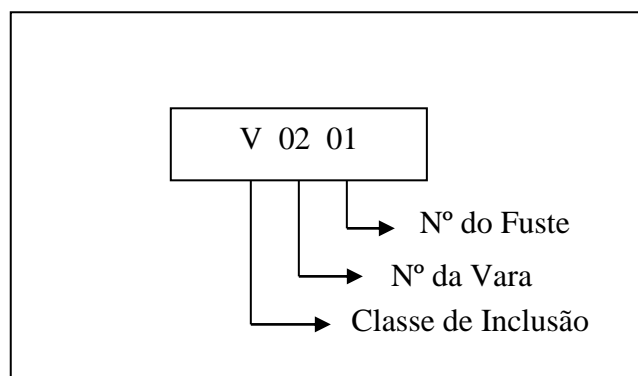 V 02 01
Nº do Fuste
Nº da Vara
Classe de Inclusão